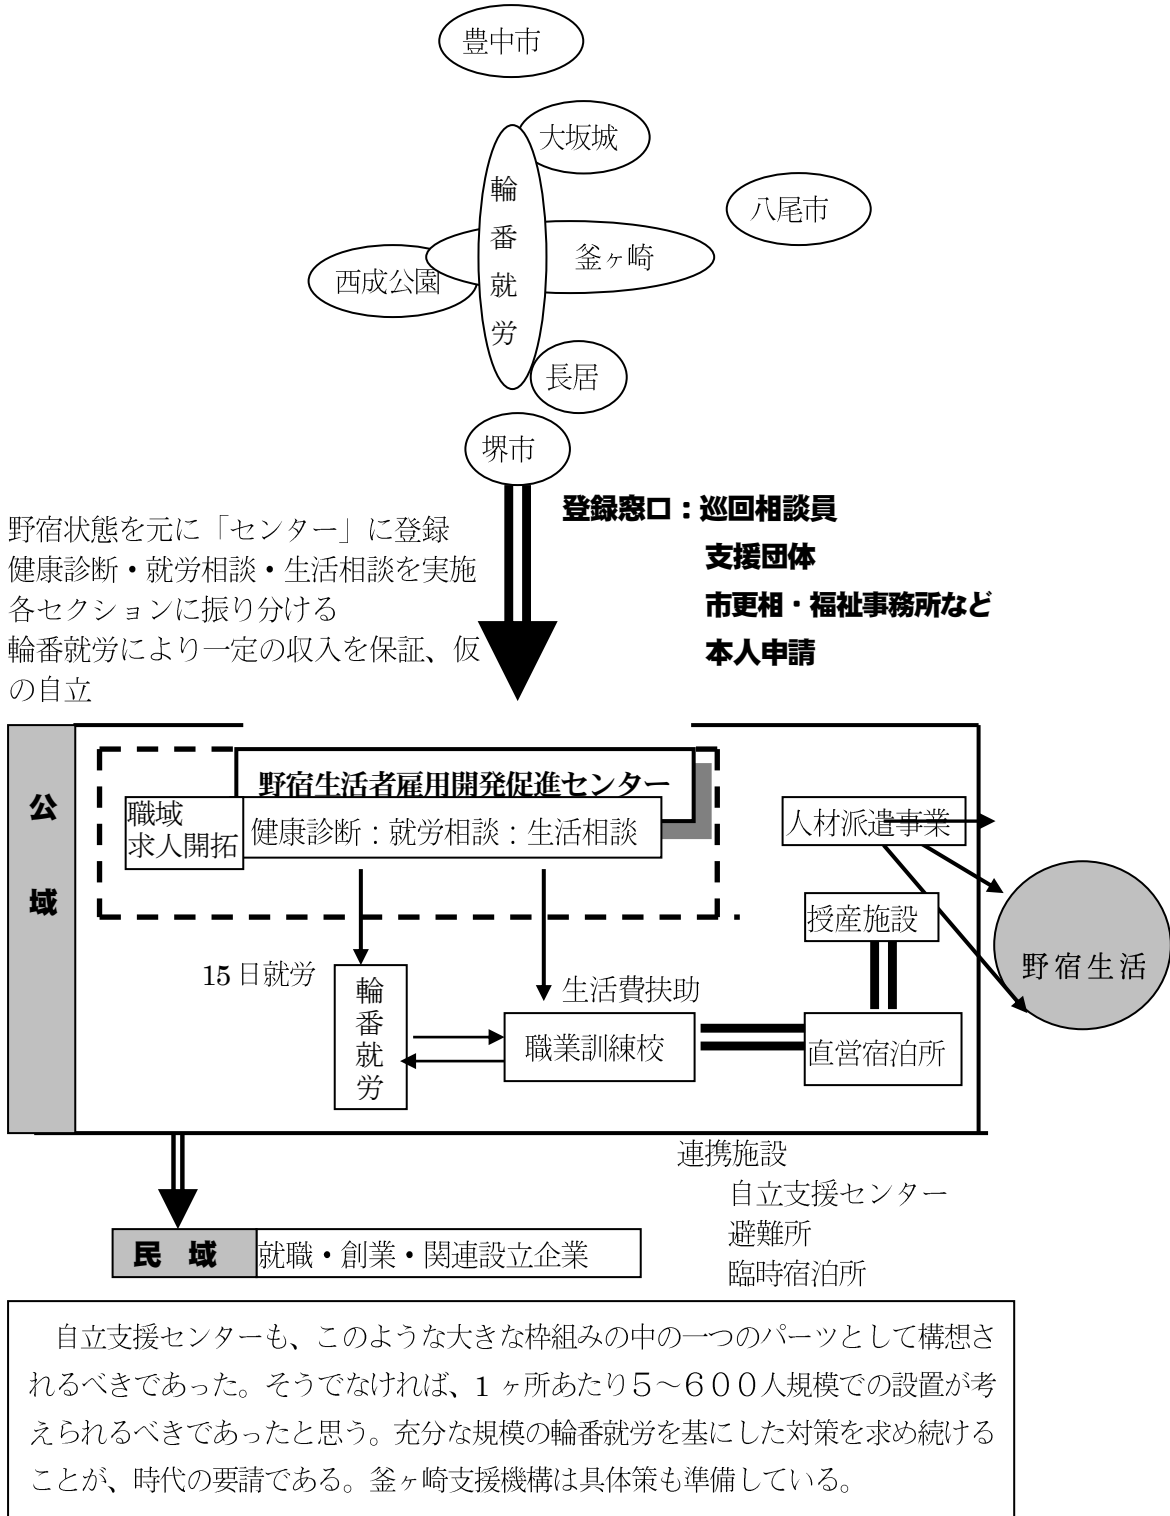 豊中市
大坂城
輪番就労
八尾市
釜ヶ崎
西成公園
長居
堺市
登録窓口：巡回相談員
支援団体
市更相・福祉事務所など
本人申請
野宿状態を元に「センター」に登録
健康診断・就労相談・生活相談を実施
各セクションに振り分ける
輪番就労により一定の収入を保証、仮
の自立
公域
野宿生活者雇用開発促進センター
職域
求人開拓
健康診断：就労相談：生活相談
人材派遣事業
授産施設
野宿生活
15日就労
輪番就労
生活費扶助
職業訓練校
直営宿泊所
連携施設
自立支援センター
避難所
臨時宿泊所
民　域
就職・創業・関連設立企業
　自立支援センターも、このような大きな枠組みの中の一つのパーツとして構想さ
れるべきであった。そうでなければ、1 ヶ所あたり５～６００人規模での設置が考
えられるべきであったと思う。充分な規模の輪番就労を基にした対策を求め続ける
ことが、時代の要請である。釜ヶ崎支援機構は具体策も準備している。